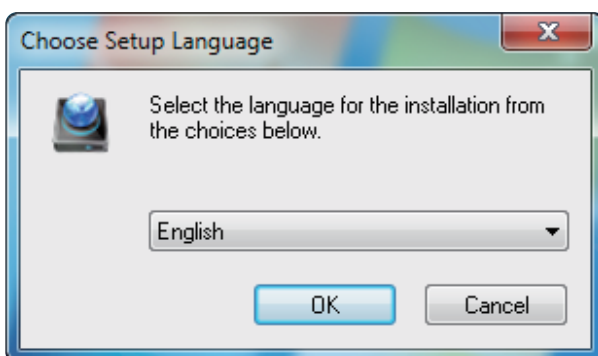 Choose Setup Language
Select the language for the installation from
the choices below.
English
OK
Cancel